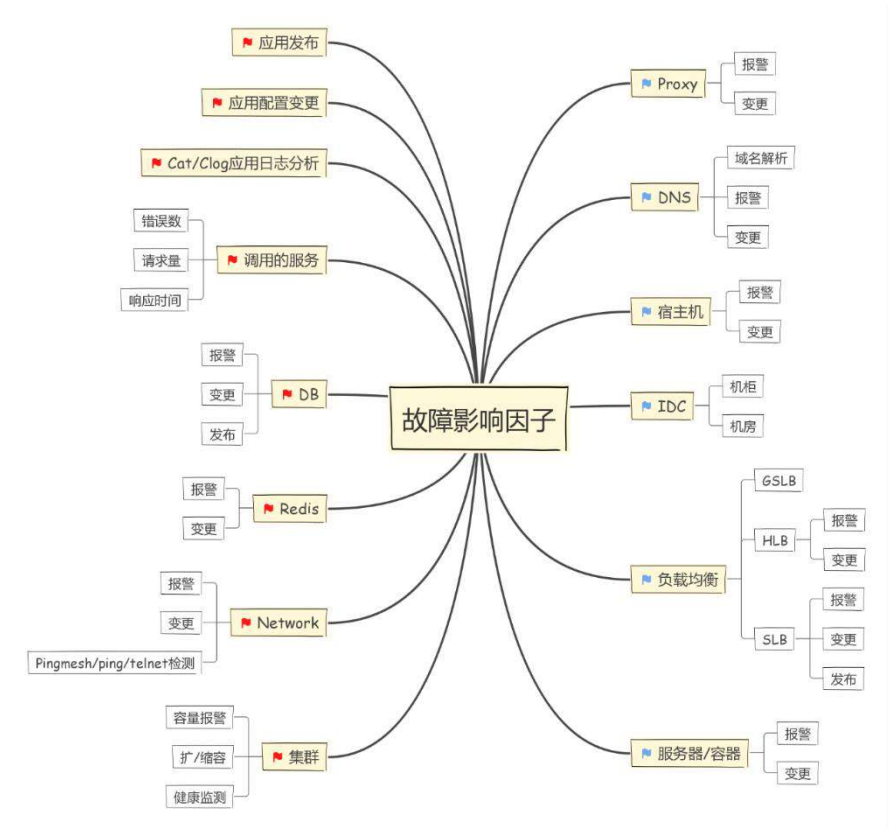 故障影响因子
应用发布
应用配置变更
Cat/Clog应用日志分析
调用的服务
错误数
请求量
响应时间
DB
报警
变更
发布
Redis
报警
变更
Network
报警
变更
Pingmesh/ping/telnet检测
集群
容量报警
扩/缩容
健康监测
Proxy
报警
变更
DNS
域名解析
报警
变更
宿主机
报警
变更
IDC
机柜
机房
负载均衡
GSLB
HLB
报警
变更
SLB
报警
变更
发布
服务器/容器
报警
变更